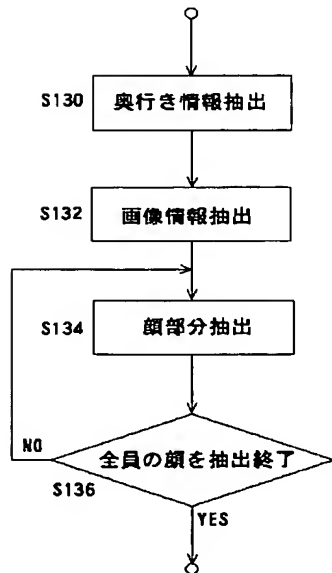 S130
奥行き情報抽出
S132
画像情報抽出
S134
顔部分抽出
NO
全員の顔を抽出終了
S136
YES